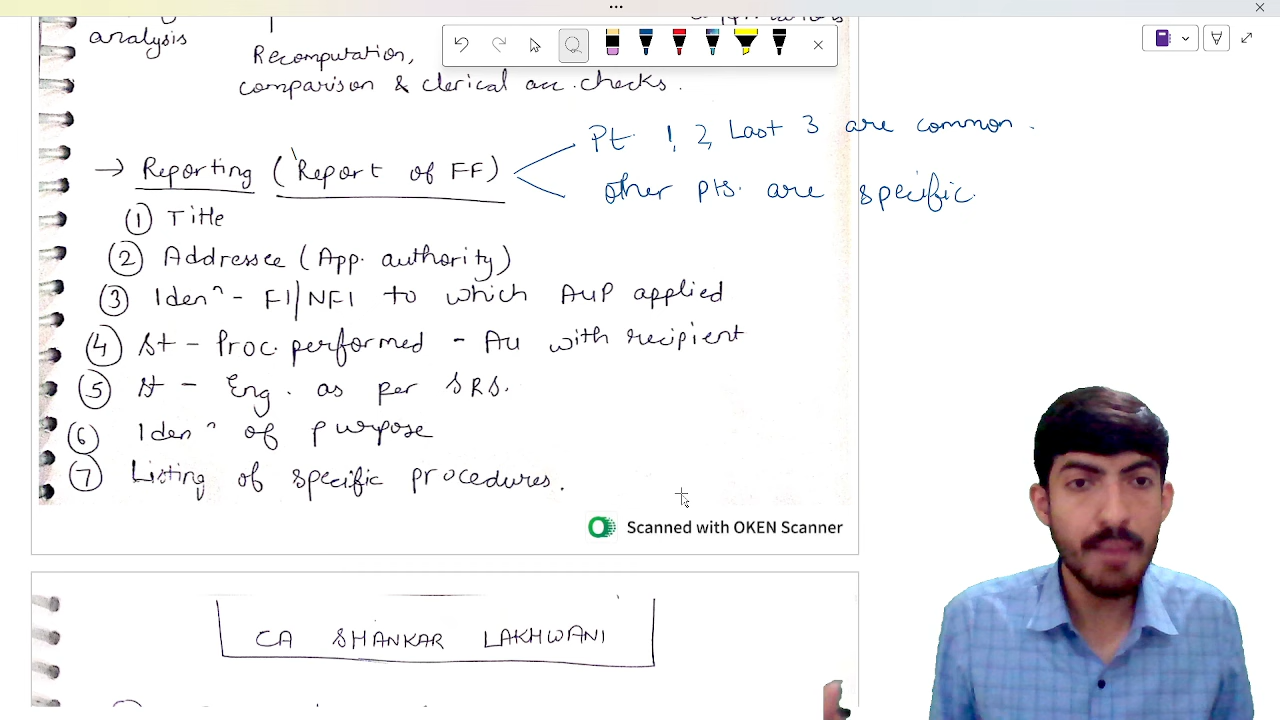 analysis
Recomputation,
comparison & clerical acc. checks.
→ Reporting (Report of FF)
Pt. 1, 2, Last 3 are common.
other pts. are specific.
① Title
② Addressee (App. authority)
③ Idenⁿ - FI/NFI to which AUP applied
④ St - Proc. performed - AU with recipient
⑤ St - Eng. as per SRS.
⑥ Idenⁿ of purpose
⑦ Listing of specific procedures.
Scanned with OKEN Scanner
CA SHANKAR LAKHWANI